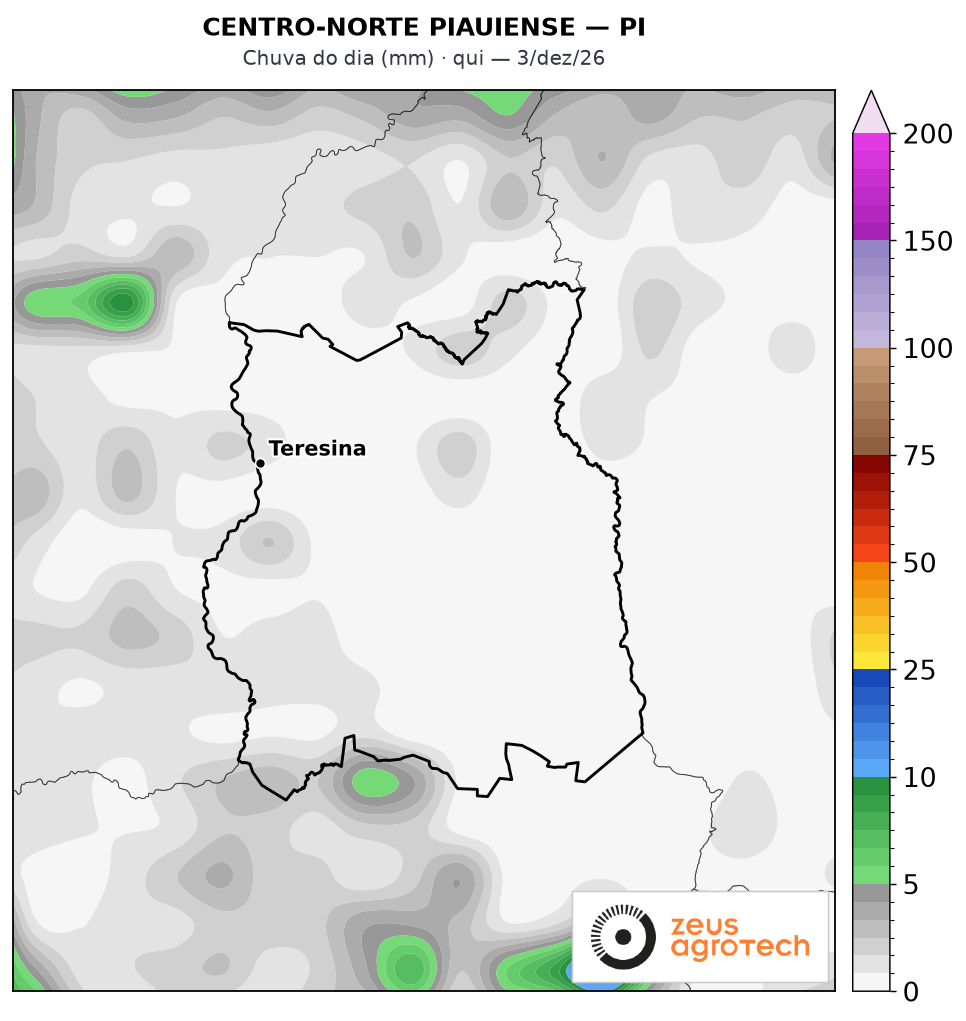 CENTRO-NORTE PIAUIENSE — PI
Chuva do dia (mm) · qui — 3/dez/26
200
150
100
75
50
25
10
5
0
Teresina
zeus
agrotech